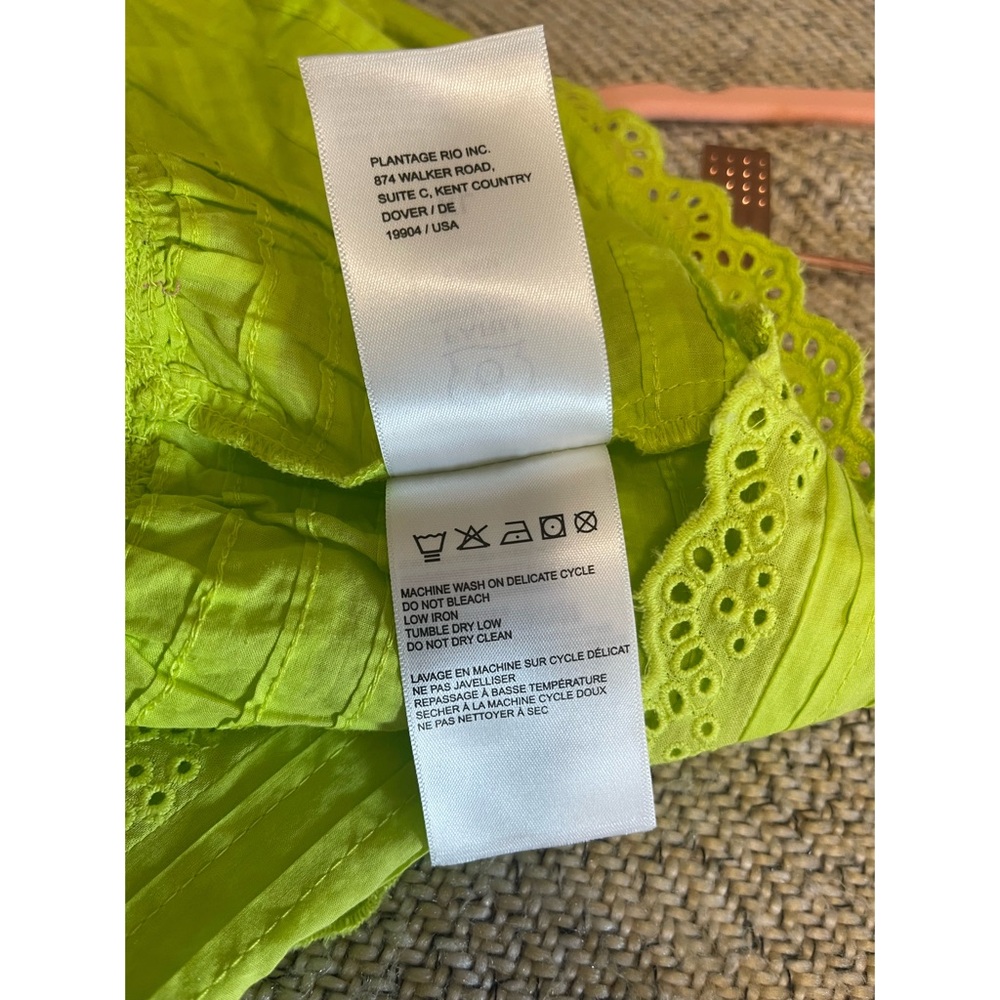 PLANTAGE RIO INC.
874 WALKER ROAD,
SUITE C, KENT COUNTRY
DOVER / DE
19904 / USA
MACHINE WASH ON DELICATE CYCLE
DO NOT BLEACH
LOW IRON
TUMBLE DRY LOW
DO NOT DRY CLEAN
LAVAGE EN MACHINE SUR CYCLE DÉLICAT
NE PAS JAVELLISER
REPASSAGE À BASSE TEMPÉRATURE
SECHER À LA MACHINE CYCLE DOUX
NE PAS NETTOYER À SEC